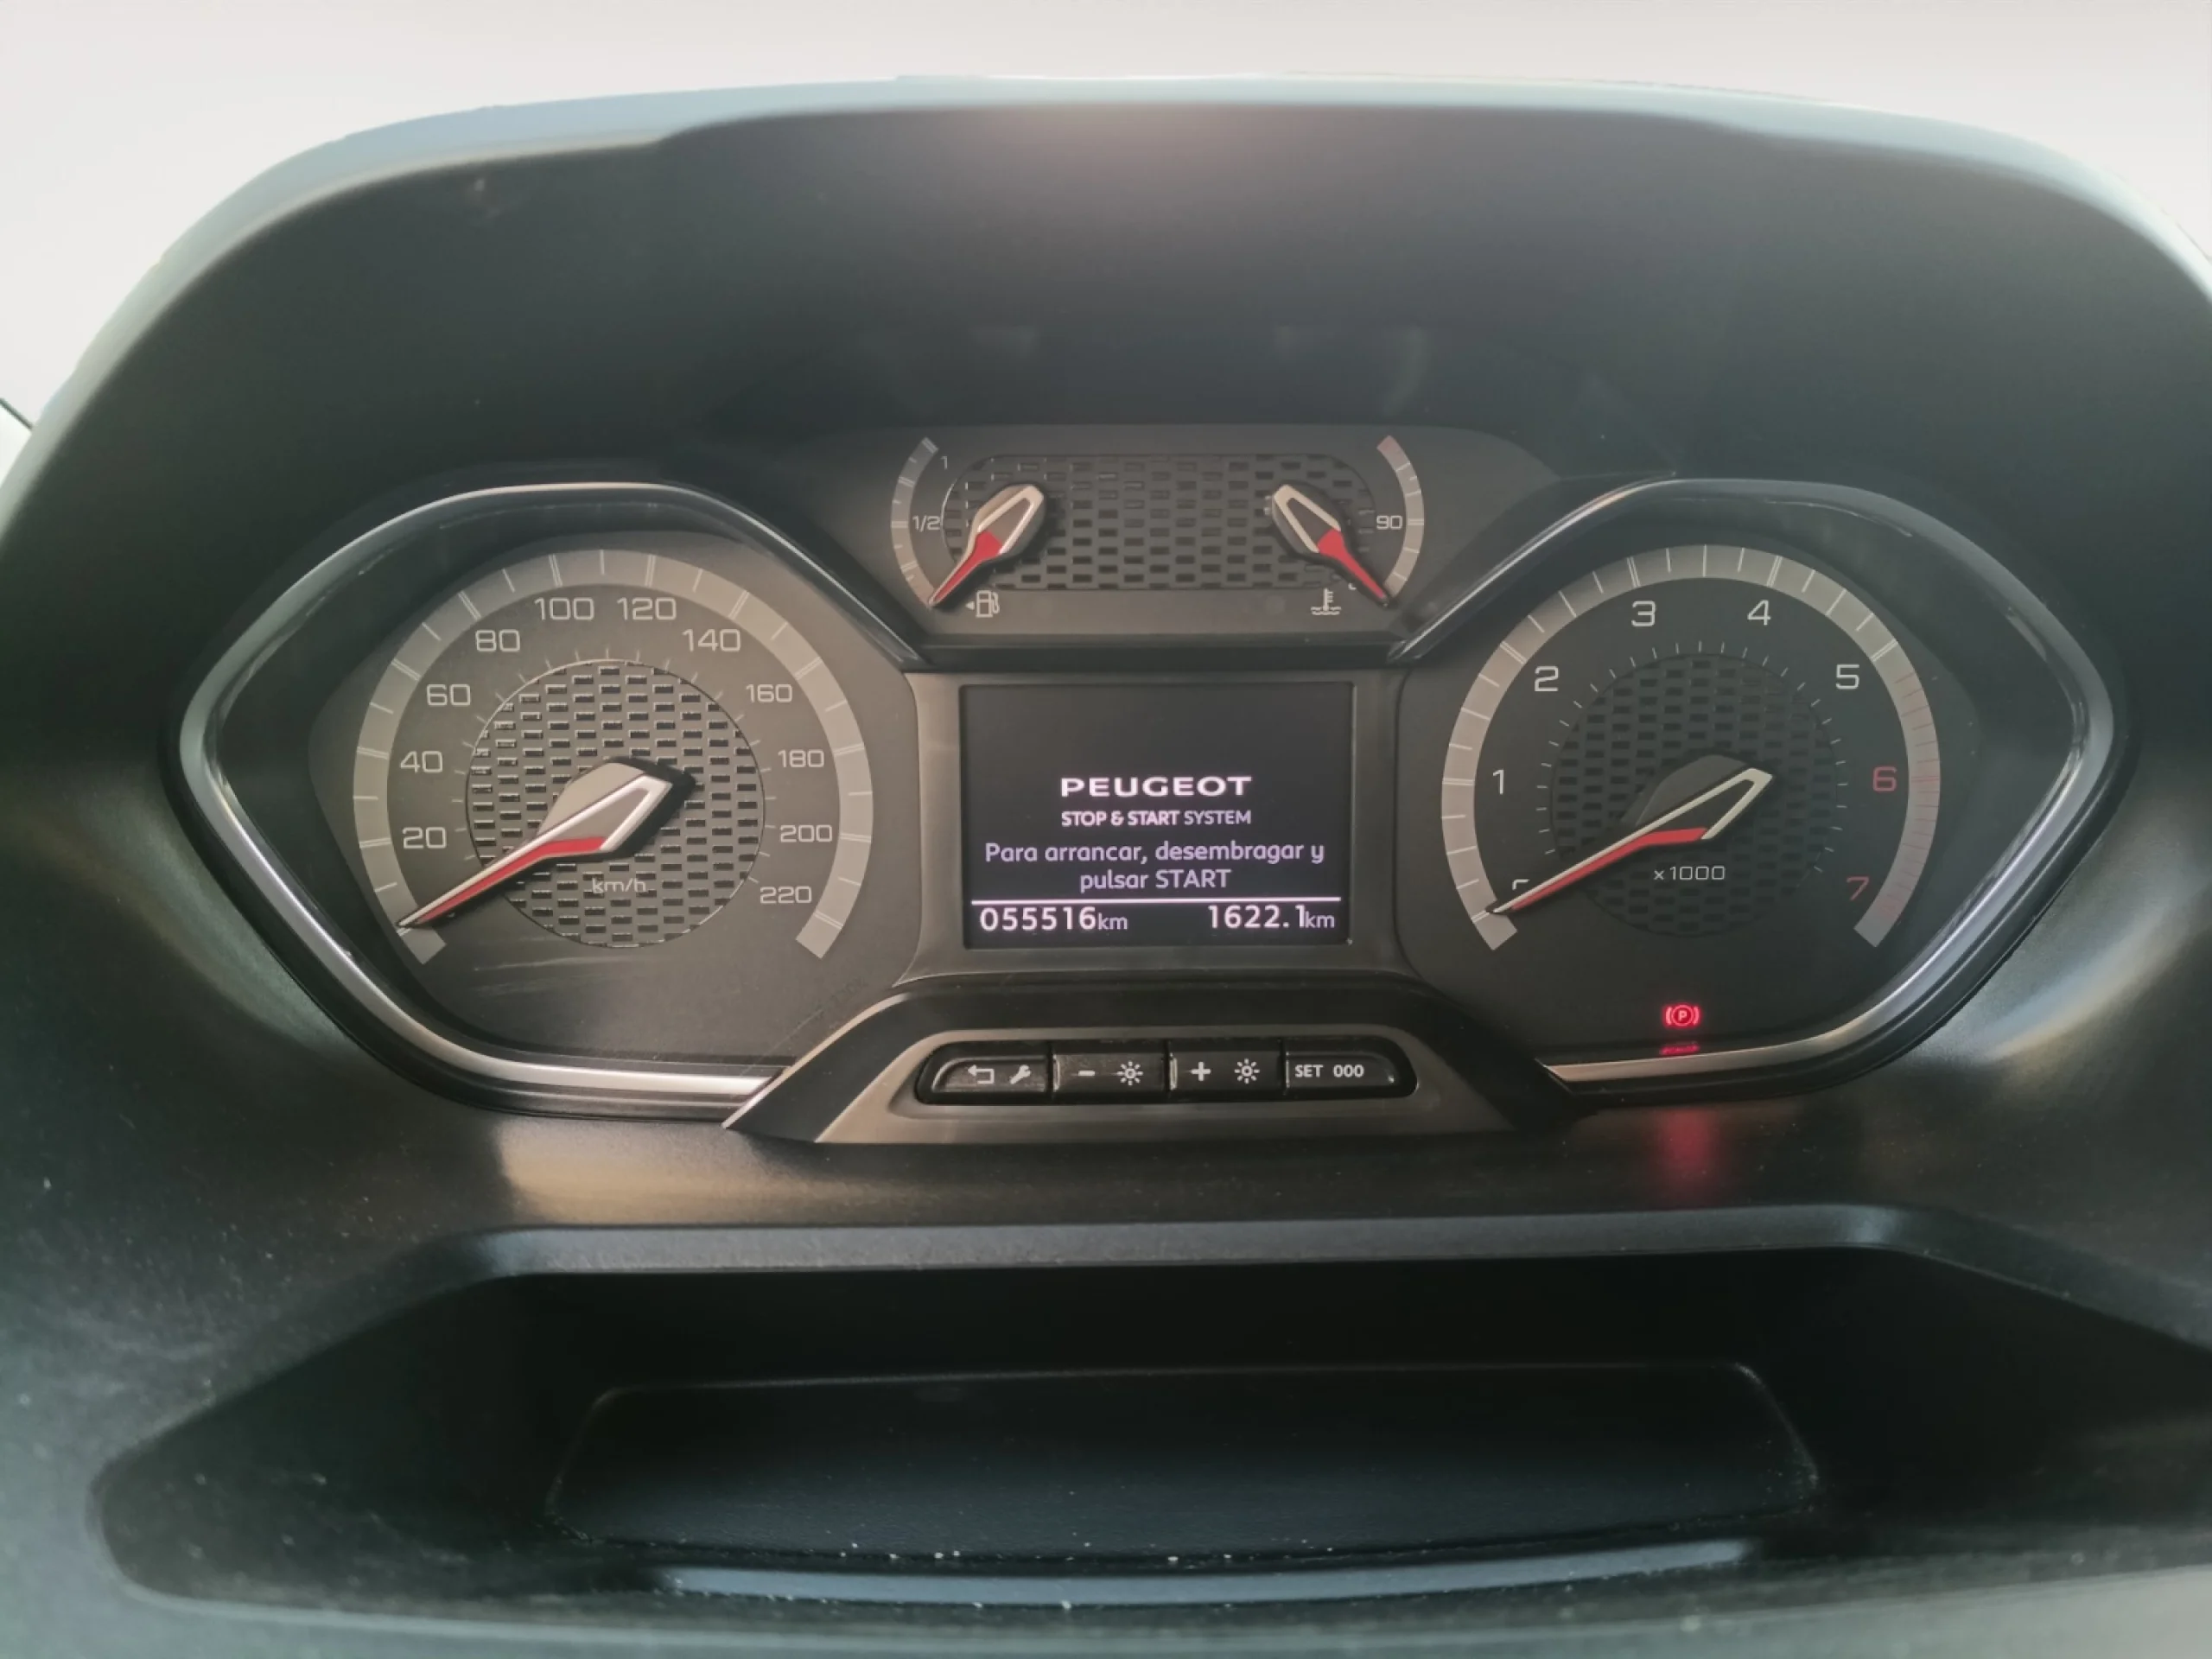 1
1/2
90
100 120
80
140
60
160
40
180
20
200
km/h
220
PEUGEOT
STOP & START SYSTEM
Para arrancar, desembragar y
pulsar START
055516km 1622.1km
3
4
2
5
1
6
x1000
7
P
SET 000